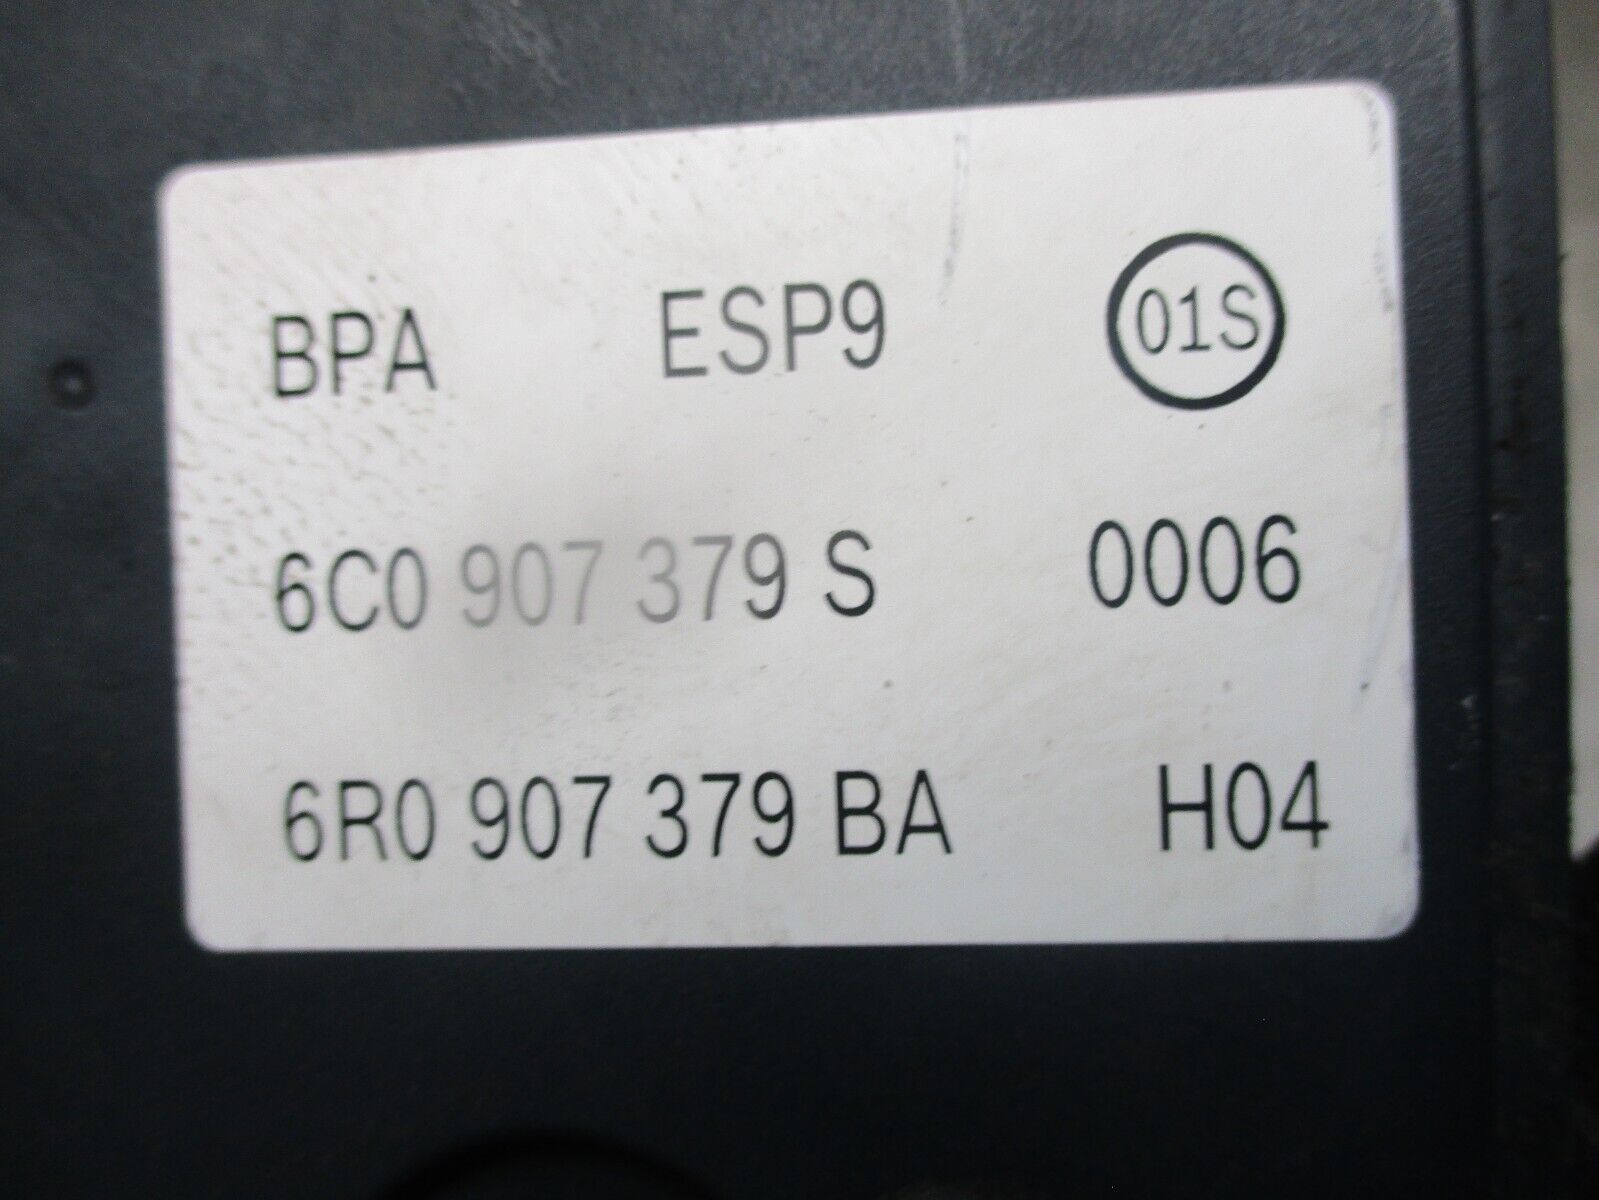 BPA ESP9 01S
6C0 907 379 S 0006
6R0 907 379 BA H04